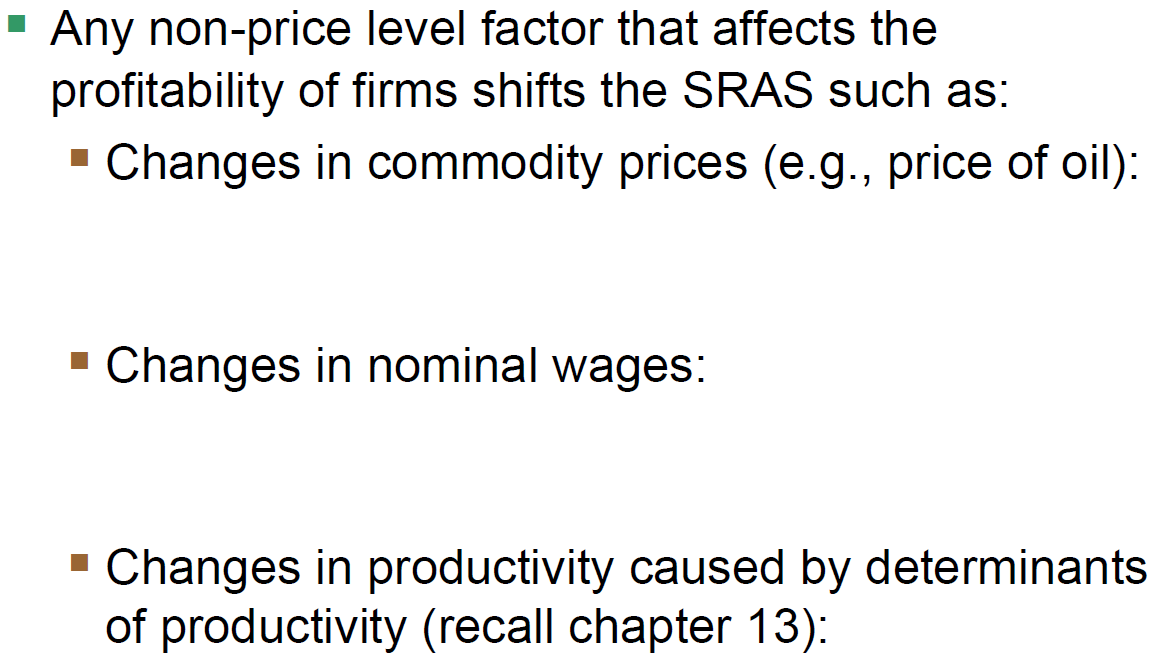 Any non-price level factor that affects the
profitability of firms shifts the SRAS such as:
Changes in commodity prices (e.g., price of oil):
Changes in nominal wages:
Changes in productivity caused by determinants
of productivity (recall chapter 13):